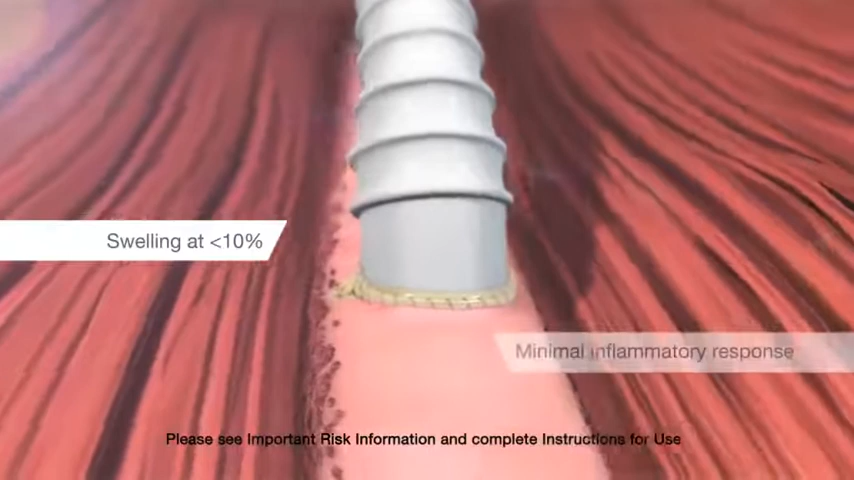 Swelling at <10%
Minimal inflammatory response
Please see Important Risk Information and complete Instructions for Use